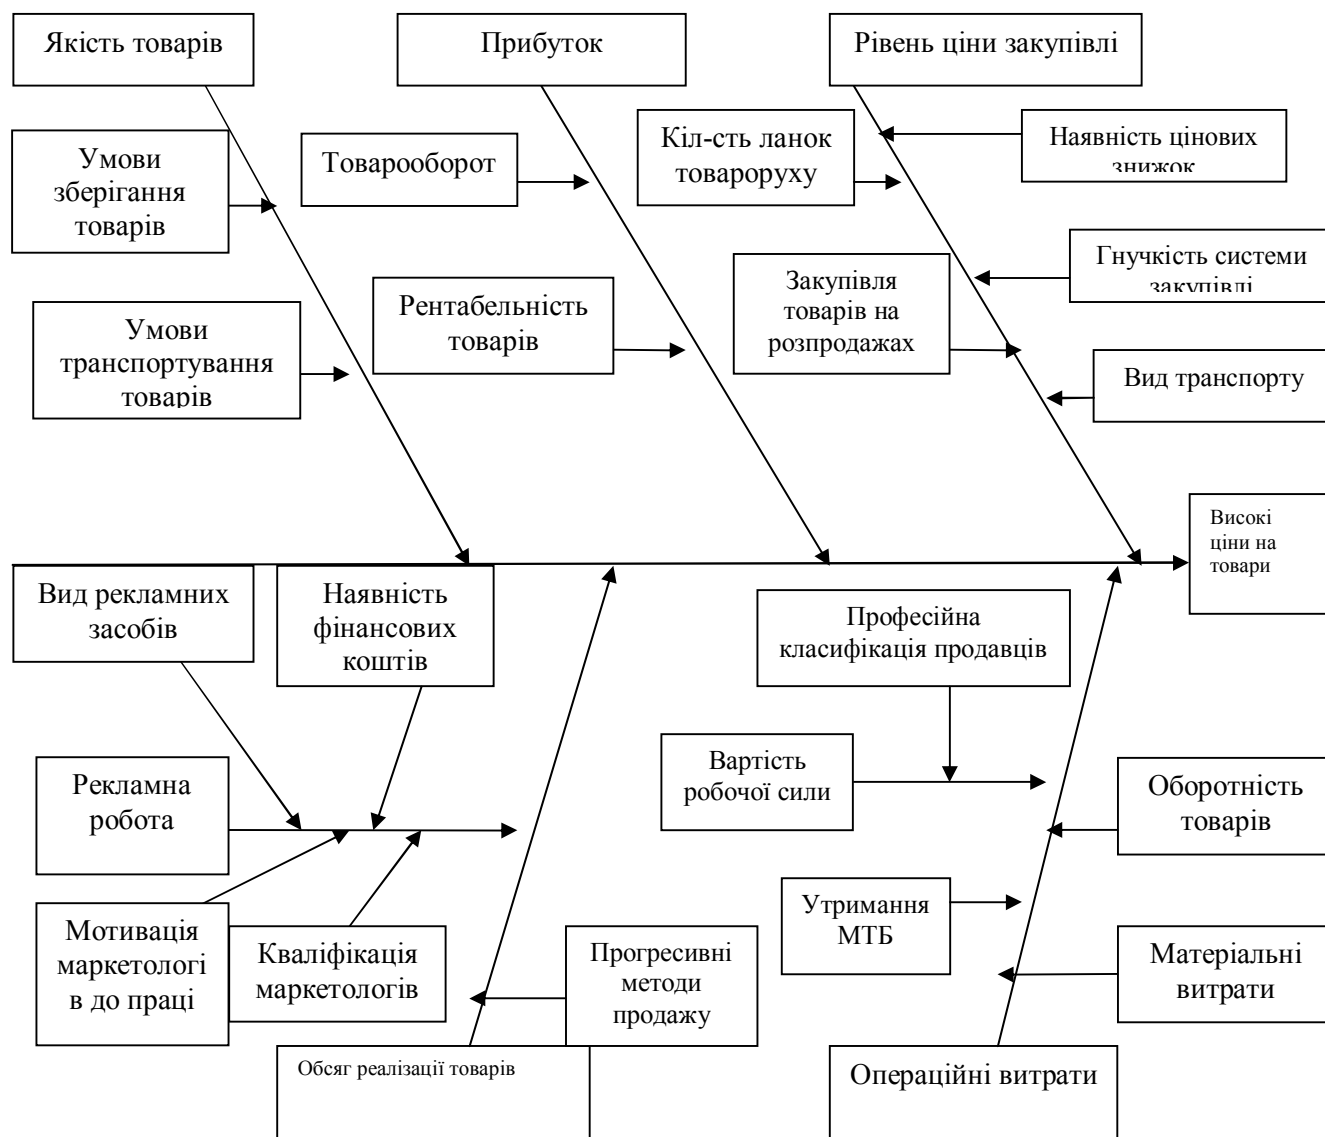 Якість товарів
Прибуток
Рівень ціни закупівлі
Умови
зберігання
товарів
Товарооборот
Кіл-сть ланок
товароруху
Наявність цінових
знижок
Умови
транспортування
товарів
Рентабельність
товарів
Закупівля
товарів на
розпродажах
Гнучкість системи
закупівлі
Вид транспорту
Високі
ціни на
товари
Вид рекламних
засобів
Наявність
фінансових
коштів
Професійна
класифікація продавців
Рекламна
робота
Вартість
робочої сили
Оборотність
товарів
Мотивація
маркетологі
в до праці
Кваліфікація
маркетологів
Прогресивні
методи
продажу
Утримання
МТБ
Матеріальні
витрати
Обсяг реалізації товарів
Операційні витрати